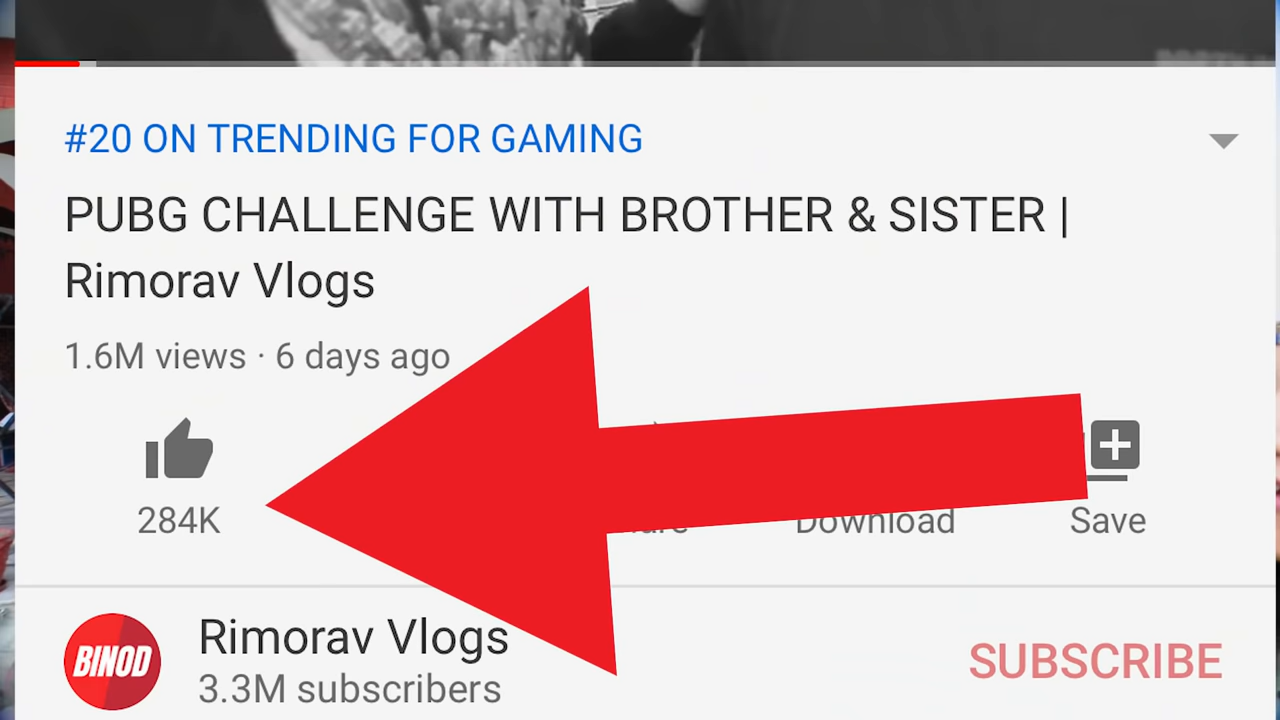 #20 ON TRENDING FOR GAMING
PUBG CHALLENGE WITH BROTHER & SISTER |
Rimorav Vlogs
1.6M views · 6 days ago
284K
Download
Save
BINOD
Rimorav Vlogs
3.3M subscribers
SUBSCRIBE